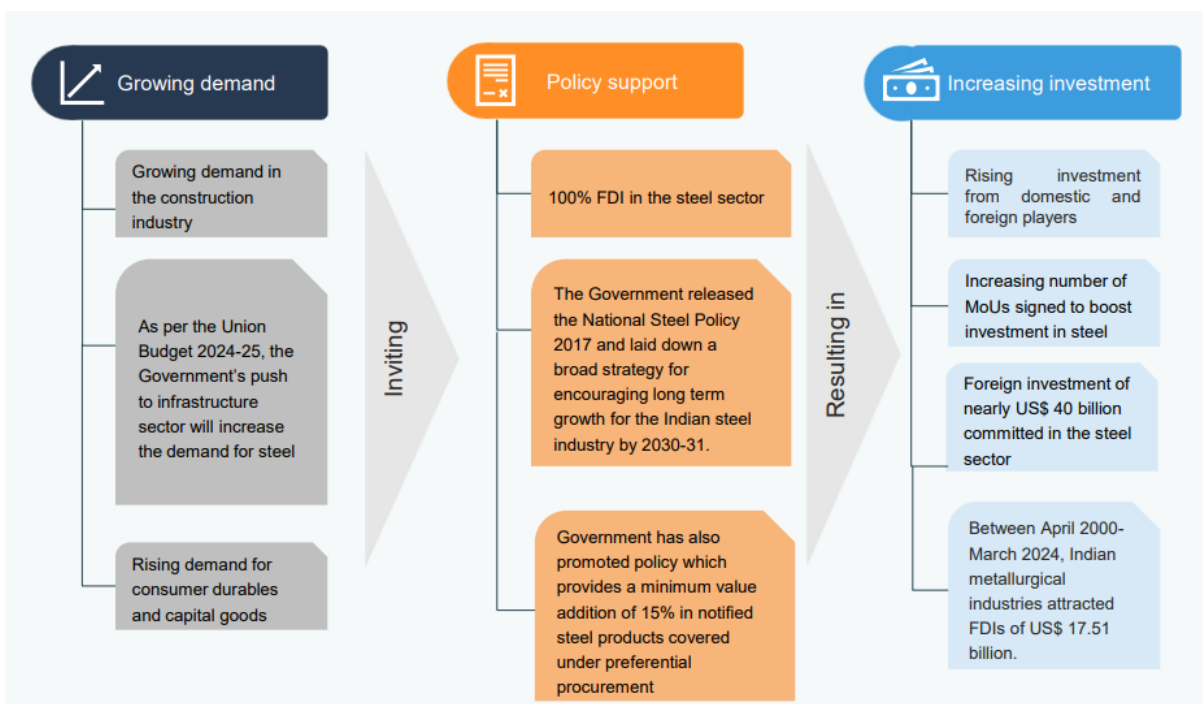 Growing demand
Growing demand in
the construction
industry
As per the Union
Budget 2024-25, the
Government's push
to infrastructure
sector will increase
the demand for steel
Rising demand for
consumer durables
and capital goods
Inviting
Policy support
100% FDI in the steel sector
The Government released
the National Steel Policy
2017 and laid down a
broad strategy for
encouraging long term
growth for the Indian steel
industry by 2030-31.
Government has also
promoted policy which
provides a minimum value
addition of 15% in notified
steel products covered
under preferential
procurement
Resulting in
Increasing investment
Rising investment
from domestic and
foreign players
Increasing number of
MoUs signed to boost
investment in steel
Foreign investment of
nearly US$ 40 billion
committed in the steel
sector
Between April 2000-
March 2024, Indian
metallurgical
industries attracted
FDIs of US$ 17.51
billion.